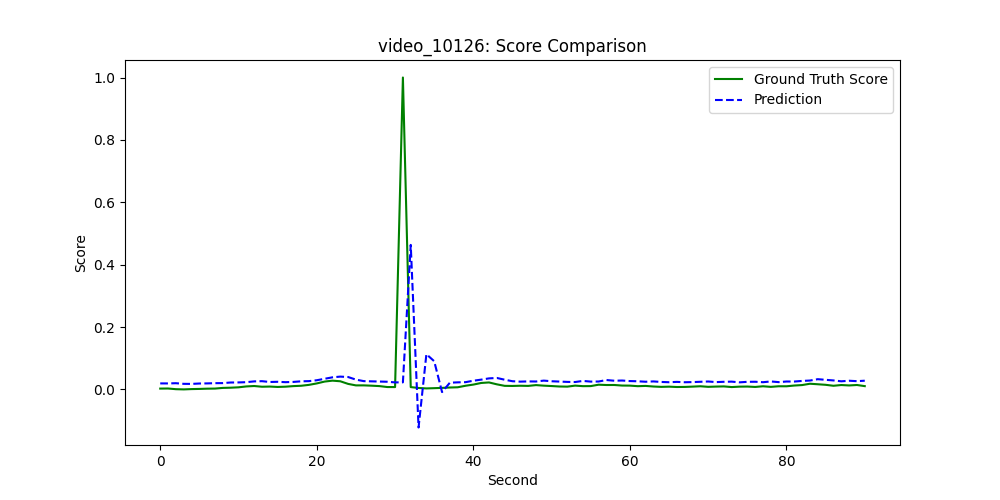 video_10126: Score Comparison
Ground Truth Score
Prediction
1.0
0.8
0.6
0.4
0.2
0.0
Score
0 20 40 60 80
Second